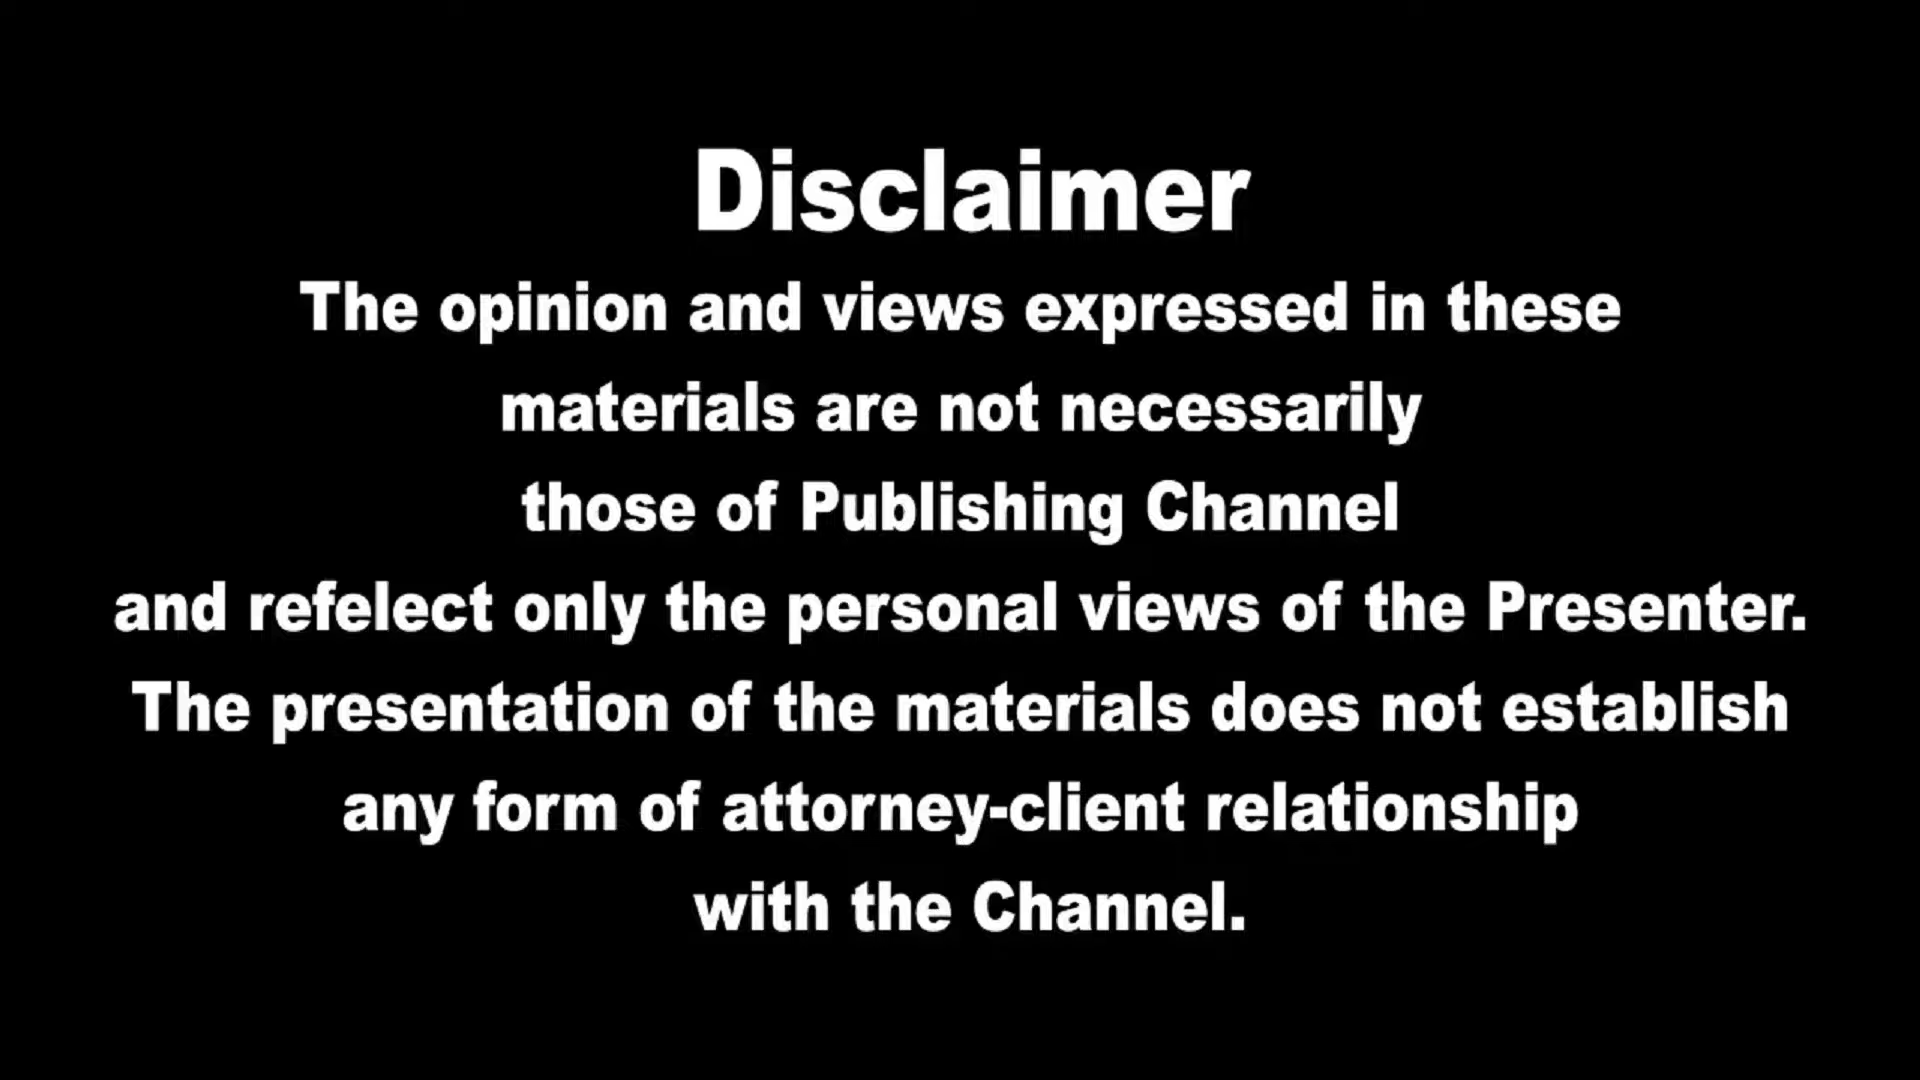 Disclaimer
The opinion and views expressed in these
materials are not necessarily
those of Publishing Channel
and refelect only the personal views of the Presenter.
The presentation of the materials does not establish
any form of attorney-client relationship
with the Channel.